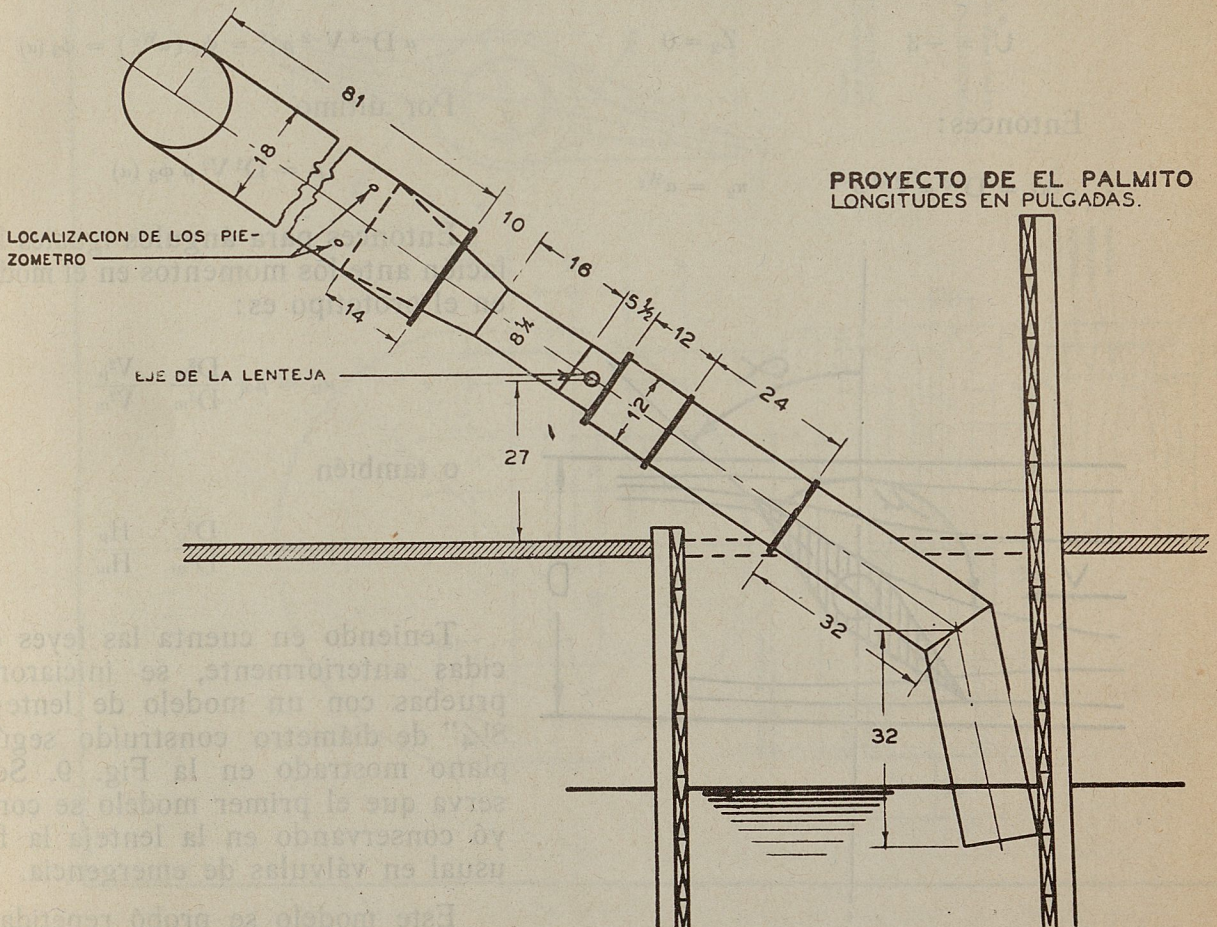 PROYECTO DE EL PALMITO
LONGITUDES EN PULGADAS.
81
18
10
16
5½
12
24
LOCALIZACION DE LOS PIE-
ZOMETRO
14
8¼
EJE DE LA LENTEJA
12
27
32
32
Entonces:
Por último
o también
Teniendo en cuenta las leyes
cidas anteriormente, se iniciaron
pruebas con un modelo de lente
8¼" de diámetro construído segú
plano mostrado en la Fig. 9. Se
serva que el primer modelo se con
yó conservando en la lenteja la f
usual en válvulas de emergencia.
Este modelo se probó repetida